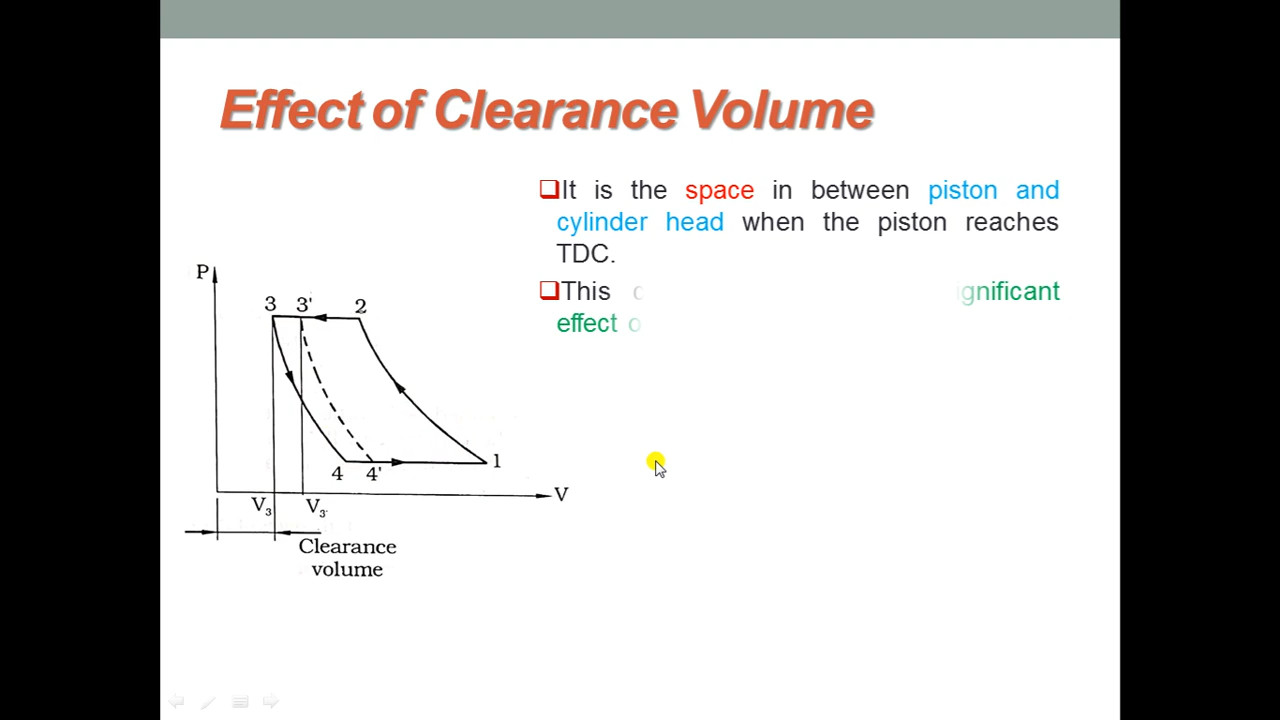 Effect of Clearance Volume
❑It is the space in between piston and
cylinder head when the piston reaches
TDC.
❑This
effect
P
3 3' 2
4 4' 1
V
V3 V3'
Clearance
volume